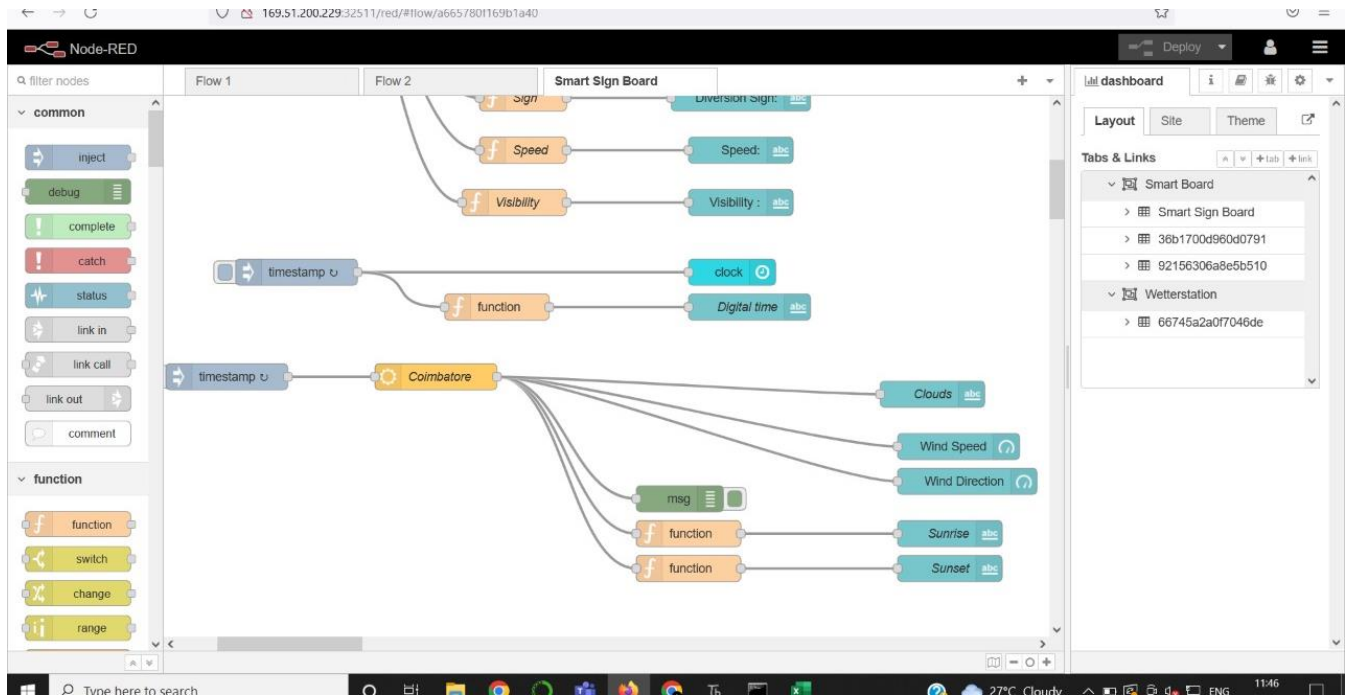 169.51.200.229:32511/red/#flow/a665780f169b1a40
Node-RED
Deploy
filter nodes
Flow 1
Flow 2
Smart Sign Board
dashboard
i
common
inject
debug
complete
catch
status
link in
link call
link out
comment
function
function
switch
change
range
Sign
Diversion Sign: abc
Speed
Speed: abc
Visibility
Visibility : abc
timestamp ↻
clock
function
Digital time abc
timestamp ↻
Coimbatore
Clouds abc
Wind Speed
Wind Direction
msg
function
Sunrise abc
function
Sunset abc
Layout
Site
Theme
Tabs & Links
+tab
+link
Smart Board
Smart Sign Board
36b1700d960d0791
92156306a8e5b510
Wetterstation
66745a2a0f7046de
Type here to search
27°C Cloudy
ENG
11:46